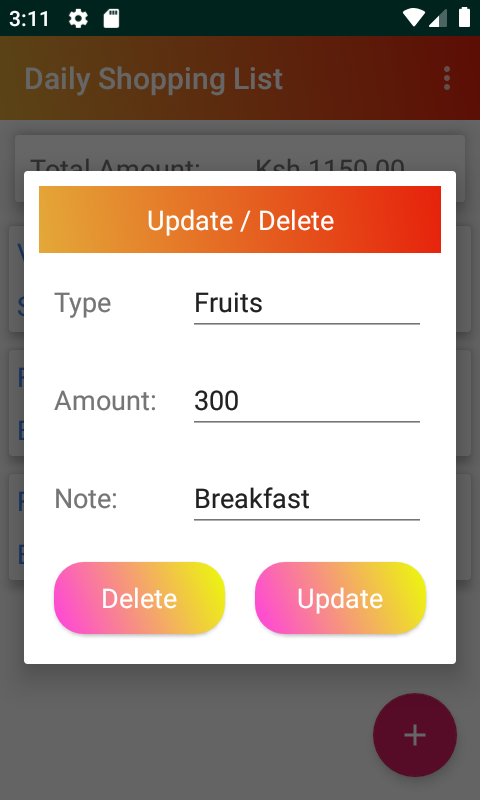 3:11
Daily Shopping List
Total Amount: Ksh 1150.00
Update / Delete
Type Fruits
Amount: 300
Note: Breakfast
Delete Update
+